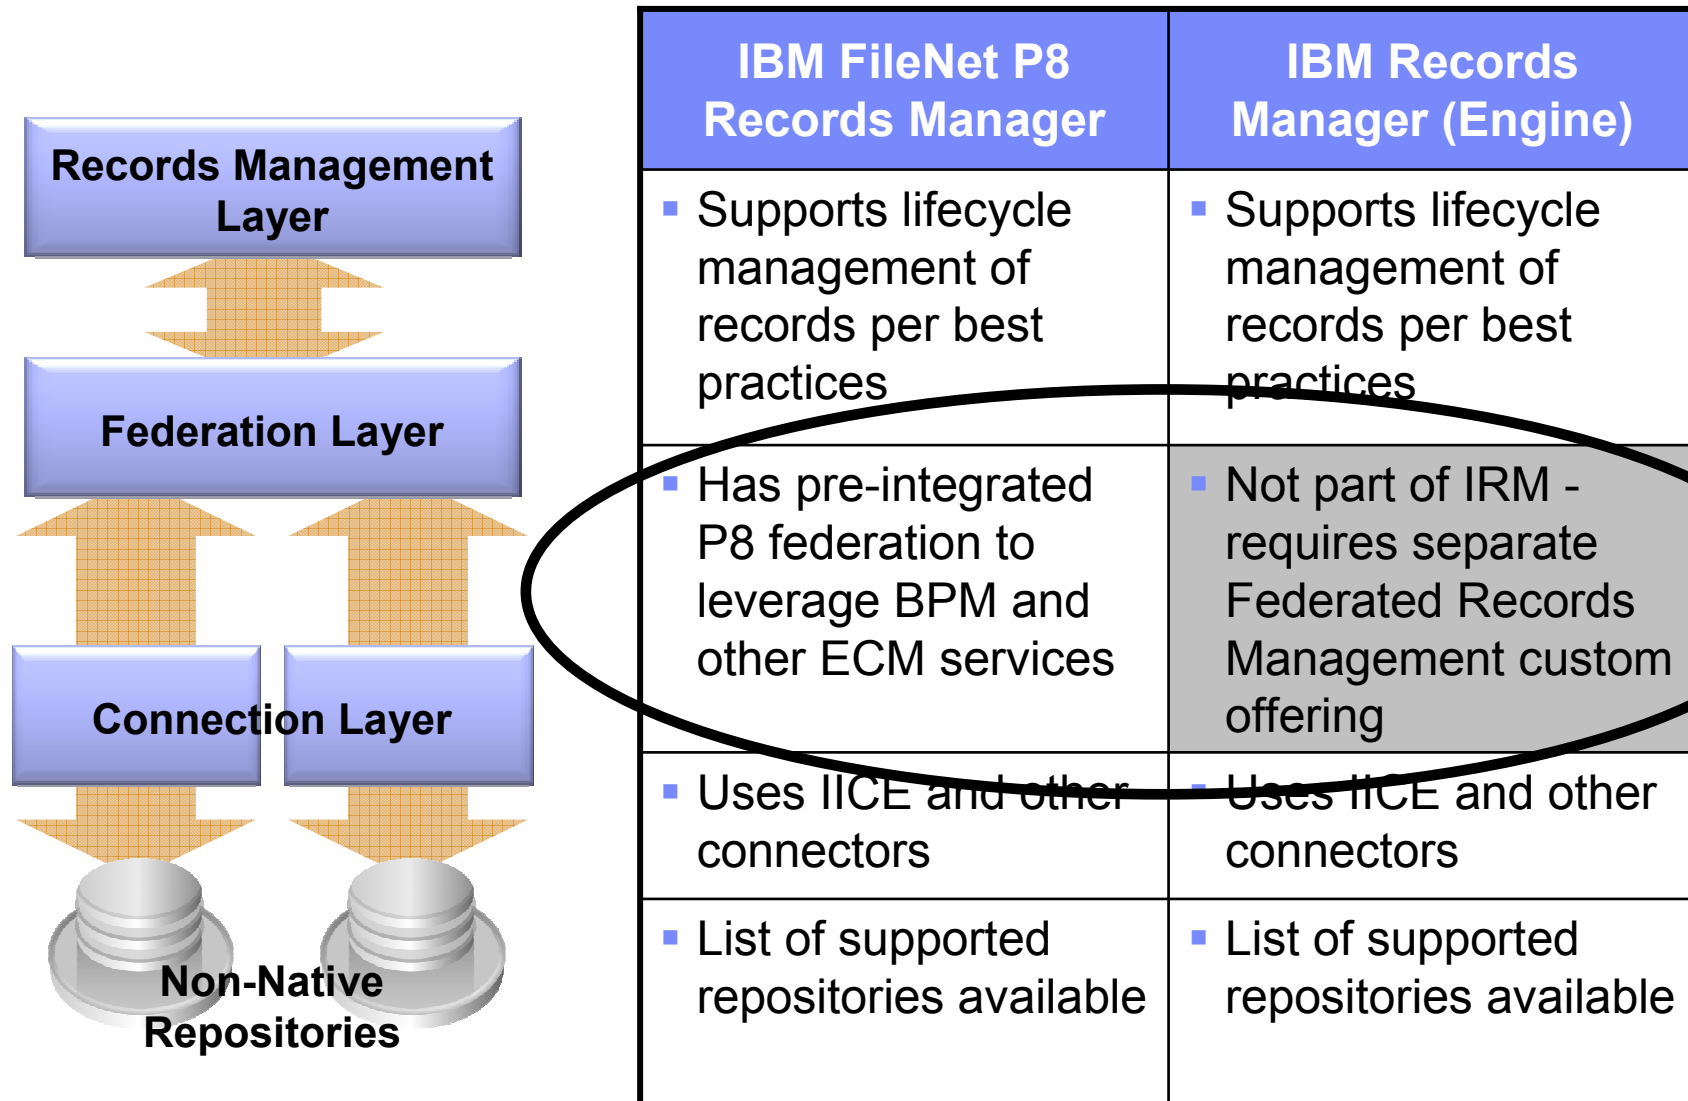 Records Management
Layer
Federation Layer
Connection Layer
Non-Native
Repositories
IBM FileNet P8
Records Manager
IBM Records
Manager (Engine)
▪ Supports lifecycle
management of
records per best
practices
▪ Supports lifecycle
management of
records per best
practices
▪ Has pre-integrated
P8 federation to
leverage BPM and
other ECM services
▪ Not part of IRM -
requires separate
Federated Records
Management custom
offering
▪ Uses IICE and other
connectors
▪ Uses IICE and other
connectors
▪ List of supported
repositories available
▪ List of supported
repositories available